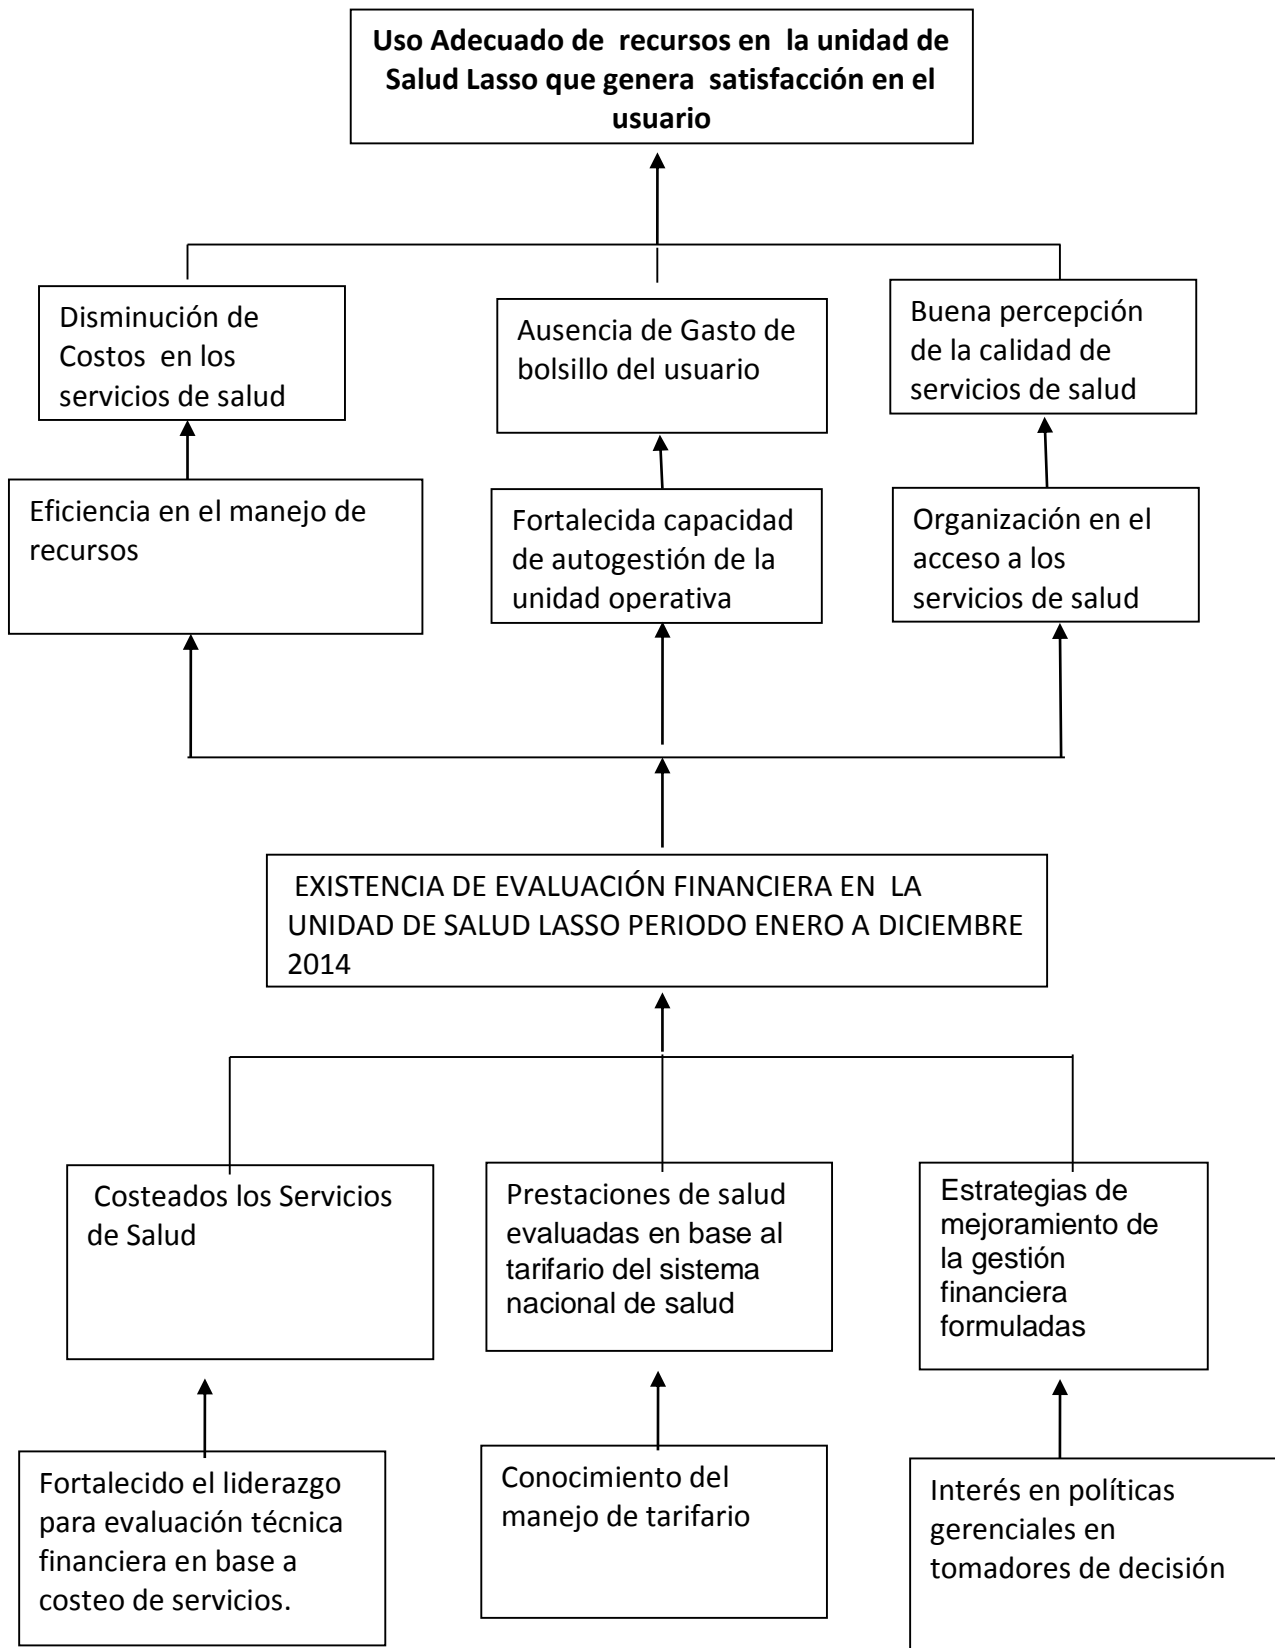 Uso Adecuado de recursos en la unidad de
Salud Lasso que genera satisfacción en el
usuario
Disminución de
Costos en los
servicios de salud
Ausencia de Gasto de
bolsillo del usuario
Buena percepción
de la calidad de
servicios de salud
Eficiencia en el manejo de
recursos
Fortalecida capacidad
de autogestión de la
unidad operativa
Organización en el
acceso a los
servicios de salud
EXISTENCIA DE EVALUACIÓN FINANCIERA EN LA
UNIDAD DE SALUD LASSO PERIODO ENERO A DICIEMBRE
2014
Costeados los Servicios
de Salud
Prestaciones de salud
evaluadas en base al
tarifario del sistema
nacional de salud
Estrategias de
mejoramiento de
la gestión
financiera
formuladas
Fortalecido el liderazgo
para evaluación técnica
financiera en base a
costeo de servicios.
Conocimiento del
manejo de tarifario
Interés en políticas
gerenciales en
tomadores de decisión